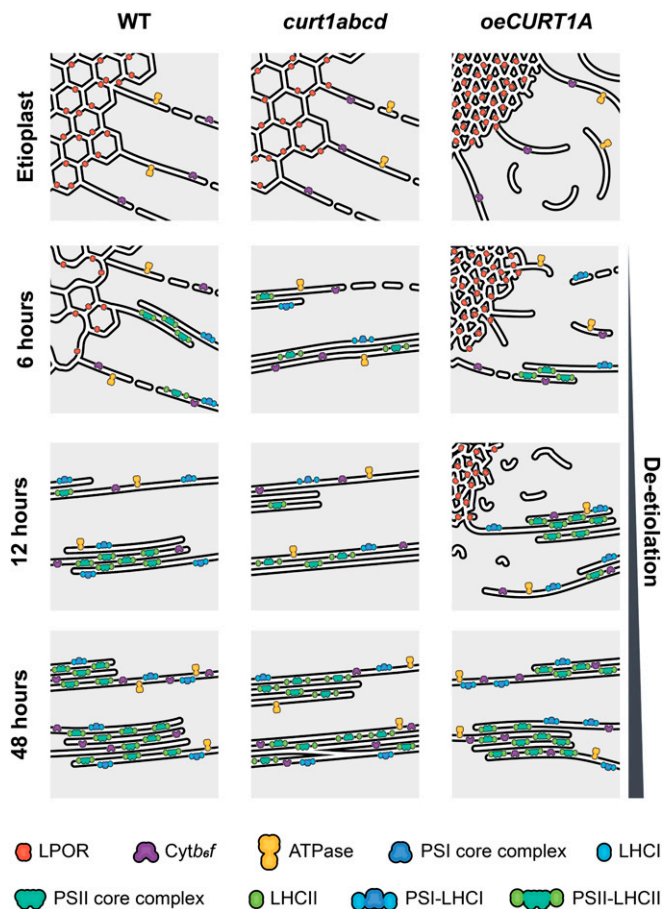 WT
curt1abcd
oeCURT1A
Etioplast
6 hours
12 hours
48 hours
De-etiolation
LPOR
Cytb₆f
ATPase
PSI core complex
LHCI
PSII core complex
LHCII
PSI-LHCI
PSII-LHCII